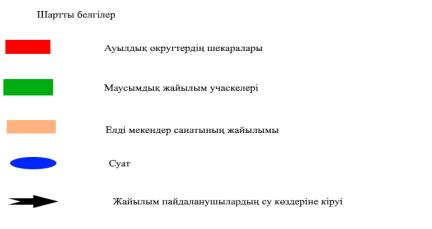 Шартты белгілер
Ауылдық округтердің шекаралары
Маусымдық жайылым учаскелері
Елді мекендер санатының жайылымы
Суат
Жайылым пайдаланушылардың су көздеріне кіруі